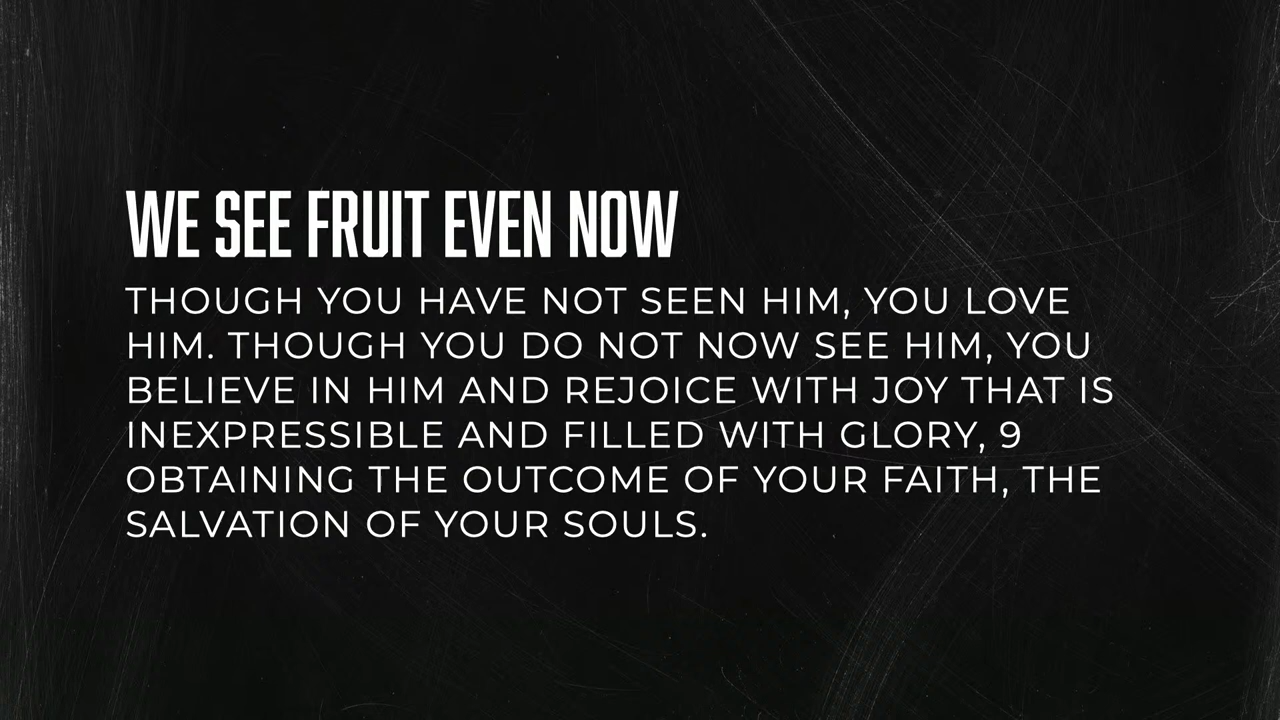 WE SEE FRUIT EVEN NOW
THOUGH YOU HAVE NOT SEEN HIM, YOU LOVE
HIM. THOUGH YOU DO NOT NOW SEE HIM, YOU
BELIEVE IN HIM AND REJOICE WITH JOY THAT IS
INEXPRESSIBLE AND FILLED WITH GLORY, 9
OBTAINING THE OUTCOME OF YOUR FAITH, THE
SALVATION OF YOUR SOULS.